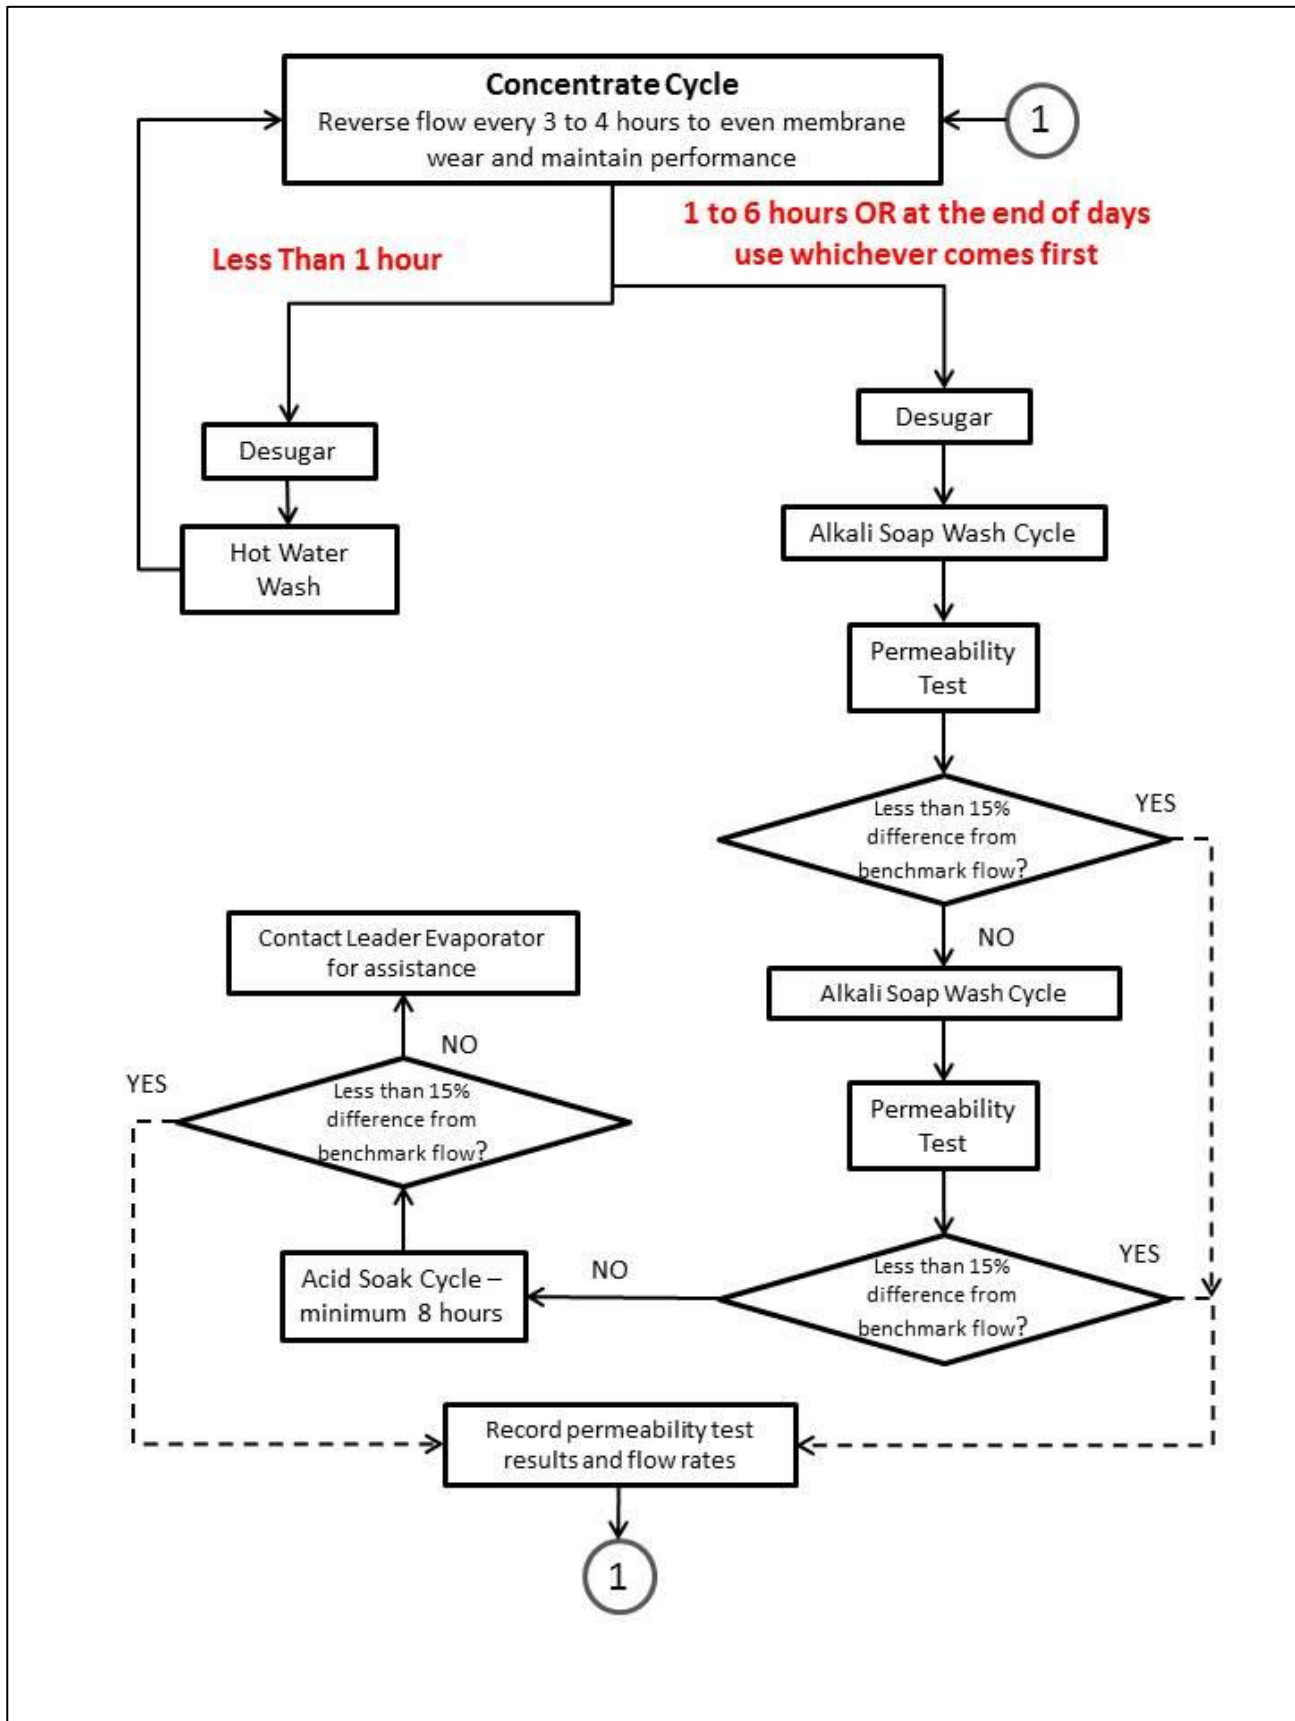 Concentrate Cycle
Reverse flow every 3 to 4 hours to even membrane
wear and maintain performance
1
Less Than 1 hour
1 to 6 hours OR at the end of days
use whichever comes first
Desugar
Hot Water
Wash
Desugar
Alkali Soap Wash Cycle
Permeability
Test
Less than 15%
difference from
benchmark flow?
YES
NO
Alkali Soap Wash Cycle
Permeability
Test
Less than 15%
difference from
benchmark flow?
YES
NO
Acid Soak Cycle –
minimum 8 hours
Less than 15%
difference from
benchmark flow?
YES
NO
Contact Leader Evaporator
for assistance
Record permeability test
results and flow rates
1